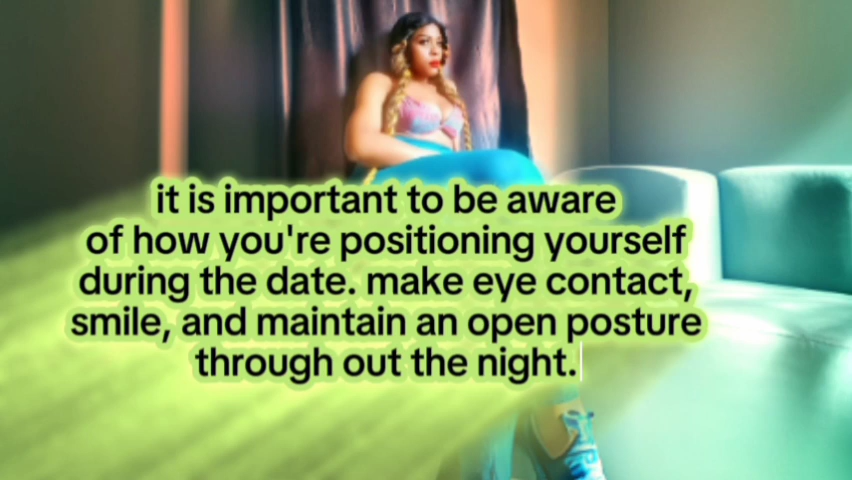 it is important to be aware
of how you're positioning yourself
during the date. make eye contact,
smile, and maintain an open posture
through out the night.